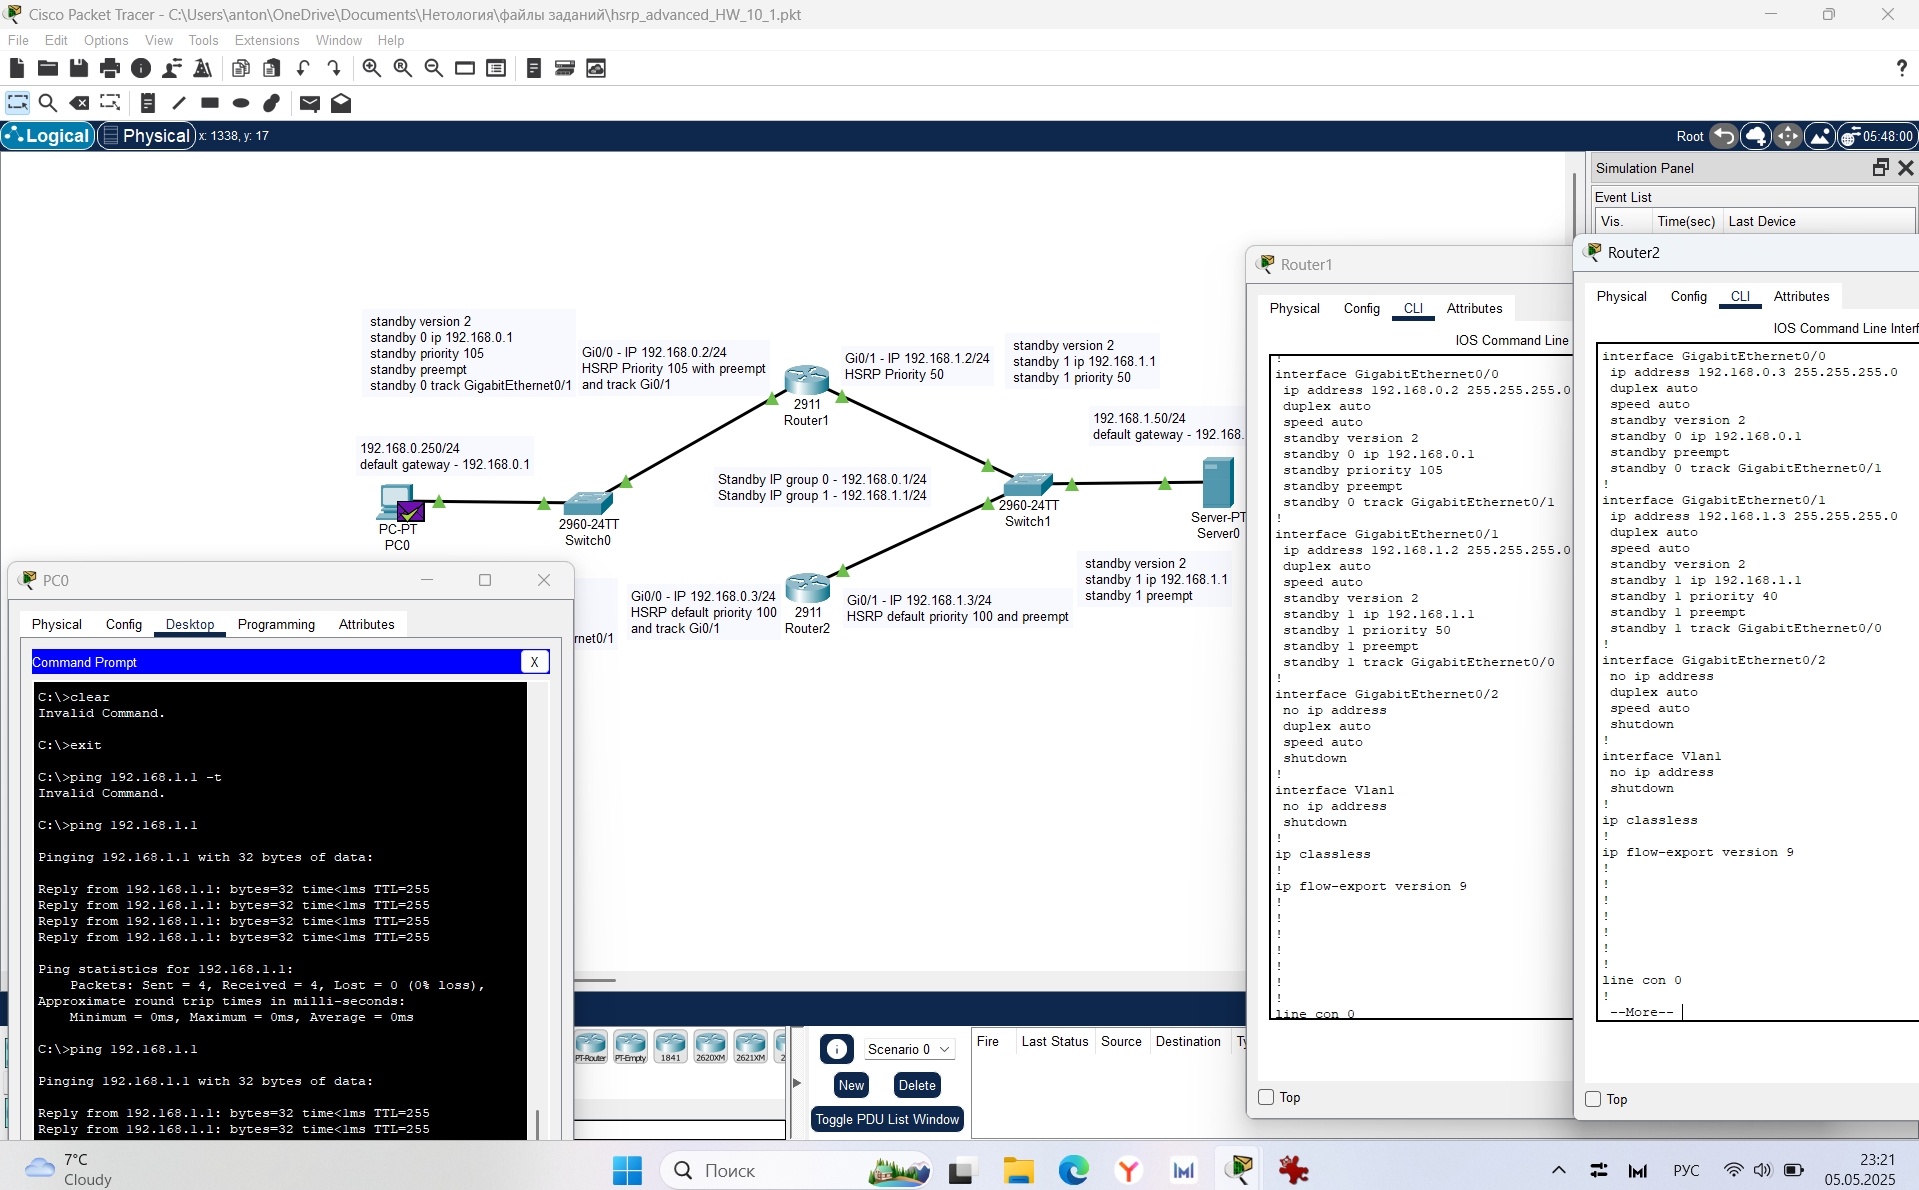 Cisco Packet Tracer - C:\Users\anton\OneDrive\Documents\Нетология\файлы заданий\hsrp_advanced_HW_10_1.pkt
File Edit Options View Tools Extensions Window Help
?
Logical Physical x: 1338, y: 17
Root 05:48:00
Simulation Panel
Event List
Vis. Time(sec) Last Device
standby version 2
standby 0 ip 192.168.0.1
standby priority 105
standby preempt
standby 0 track GigabitEthernet0/1
Gi0/0 - IP 192.168.0.2/24
HSRP Priority 105 with preempt
and track Gi0/1
2911
Router1
Gi0/1 - IP 192.168.1.2/24
HSRP Priority 50
standby version 2
standby 1 ip 192.168.1.1
standby 1 priority 50
192.168.1.50/24
default gateway - 192.168.
192.168.0.250/24
default gateway - 192.168.0.1
Standby IP group 0 - 192.168.0.1/24
Standby IP group 1 - 192.168.1.1/24
PC-PT
PC0
2960-24TT
Switch0
2960-24TT
Switch1
Server-PT
Server0
rnet0/1
Gi0/0 - IP 192.168.0.3/24
HSRP default priority 100
and track Gi0/1
2911
Router2
Gi0/1 - IP 192.168.1.3/24
HSRP default priority 100 and preempt
standby version 2
standby 1 ip 192.168.1.1
standby 1 preempt
PC0
Physical Config Desktop Programming Attributes
Command Prompt
X
C:\>clear
Invalid Command.
C:\>exit
C:\>ping 192.168.1.1 -t
Invalid Command.
C:\>ping 192.168.1.1
Pinging 192.168.1.1 with 32 bytes of data:
Reply from 192.168.1.1: bytes=32 time<1ms TTL=255
Reply from 192.168.1.1: bytes=32 time<1ms TTL=255
Reply from 192.168.1.1: bytes=32 time<1ms TTL=255
Reply from 192.168.1.1: bytes=32 time<1ms TTL=255
Ping statistics for 192.168.1.1:
Packets: Sent = 4, Received = 4, Lost = 0 (0% loss),
Approximate round trip times in milli-seconds:
Minimum = 0ms, Maximum = 0ms, Average = 0ms
C:\>ping 192.168.1.1
Pinging 192.168.1.1 with 32 bytes of data:
Reply from 192.168.1.1: bytes=32 time<1ms TTL=255
Reply from 192.168.1.1: bytes=32 time<1ms TTL=255
Router1
Physical Config CLI Attributes
IOS Command Line
!
interface GigabitEthernet0/0
ip address 192.168.0.2 255.255.255.0
duplex auto
speed auto
standby version 2
standby 0 ip 192.168.0.1
standby priority 105
standby preempt
standby 0 track GigabitEthernet0/1
!
interface GigabitEthernet0/1
ip address 192.168.1.2 255.255.255.0
duplex auto
speed auto
standby version 2
standby 1 ip 192.168.1.1
standby 1 priority 50
standby 1 preempt
standby 1 track GigabitEthernet0/0
!
interface GigabitEthernet0/2
no ip address
duplex auto
speed auto
shutdown
!
interface Vlan1
no ip address
shutdown
!
ip classless
!
ip flow-export version 9
!
!
!
!
!
!
!
line con 0
Top
Router2
Physical Config CLI Attributes
IOS Command Line Interf
interface GigabitEthernet0/0
ip address 192.168.0.3 255.255.255.0
duplex auto
speed auto
standby version 2
standby 0 ip 192.168.0.1
standby preempt
standby 0 track GigabitEthernet0/1
!
interface GigabitEthernet0/1
ip address 192.168.1.3 255.255.255.0
duplex auto
speed auto
standby version 2
standby 1 ip 192.168.1.1
standby 1 priority 40
standby 1 preempt
standby 1 track GigabitEthernet0/0
!
interface GigabitEthernet0/2
no ip address
duplex auto
speed auto
shutdown
!
interface Vlan1
no ip address
shutdown
!
ip classless
!
ip flow-export version 9
!
!
!
!
!
!
!
line con 0
!
--More--
Top
PT-Router PT-Empty 1841 2620XM 2621XM 2
Scenario 0
New Delete
Toggle PDU List Window
Fire Last Status Source Destination Ty
7°C
Cloudy
Поиск
РУС
23:21
05.05.2025